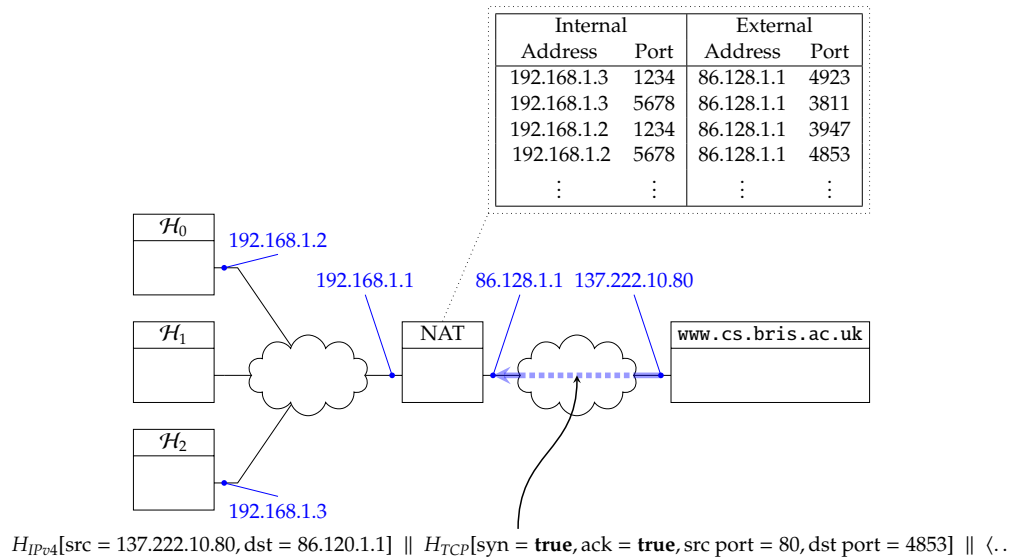 Internal External
Address Port Address Port
192.168.1.3 1234 86.128.1.1 4923
192.168.1.3 5678 86.128.1.1 3811
192.168.1.2 1234 86.128.1.1 3947
192.168.1.2 5678 86.128.1.1 4853
⋮ ⋮ ⋮ ⋮
H₀
192.168.1.2
192.168.1.1 86.128.1.1 137.222.10.80
H₁ NAT www.cs.bris.ac.uk
H₂
192.168.1.3
H_{IPv4}[src = 137.222.10.80, dst = 86.120.1.1] ∥ H_{TCP}[syn = true, ack = true, src port = 80, dst port = 4853] ∥ ⟨. .